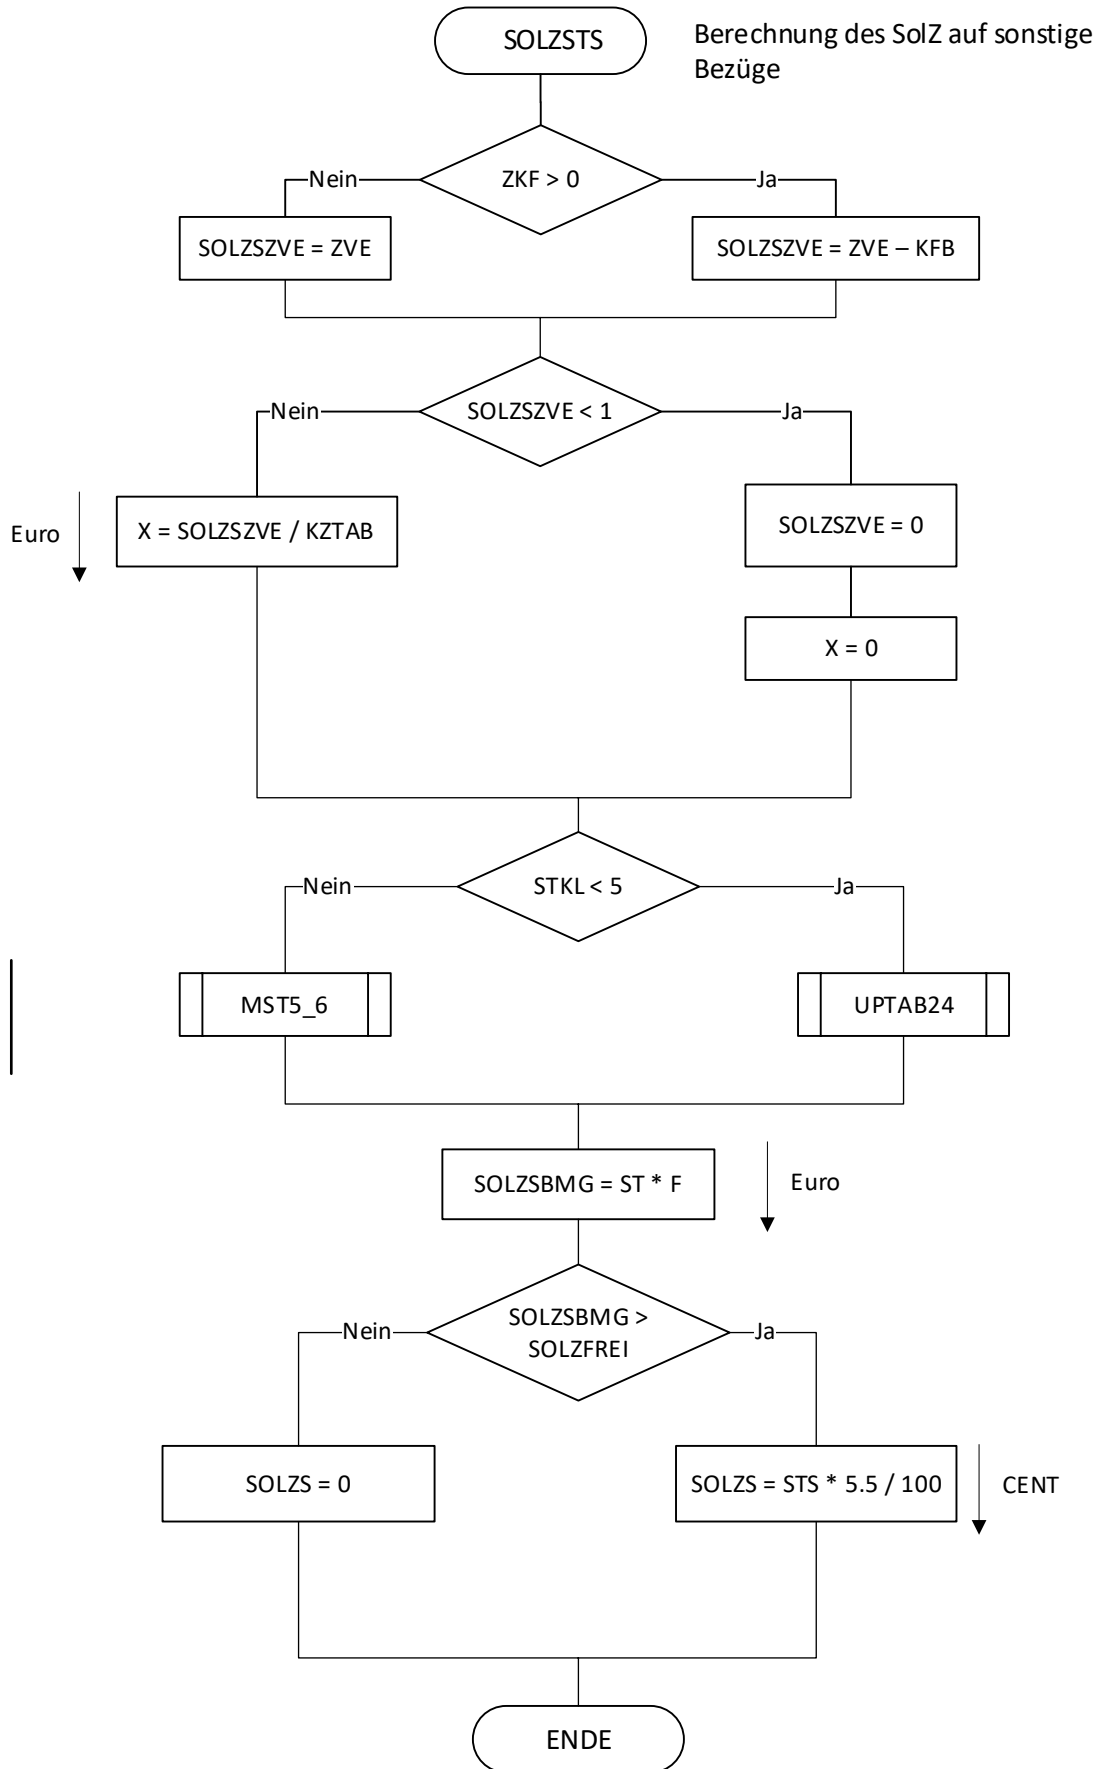 SOLZSTS
Berechnung des SolZ auf sonstige
Bezüge
ZKF > 0
Nein
Ja
SOLZSZVE = ZVE
SOLZSZVE = ZVE – KFB
SOLZSZVE < 1
Nein
Ja
Euro
X = SOLZSZVE / KZTAB
SOLZSZVE = 0
X = 0
STKL < 5
Nein
Ja
MST5_6
UPTAB24
SOLZSBMG = ST * F
Euro
SOLZSBMG >
SOLZFREI
Nein
Ja
SOLZS = 0
SOLZS = STS * 5.5 / 100
CENT
ENDE